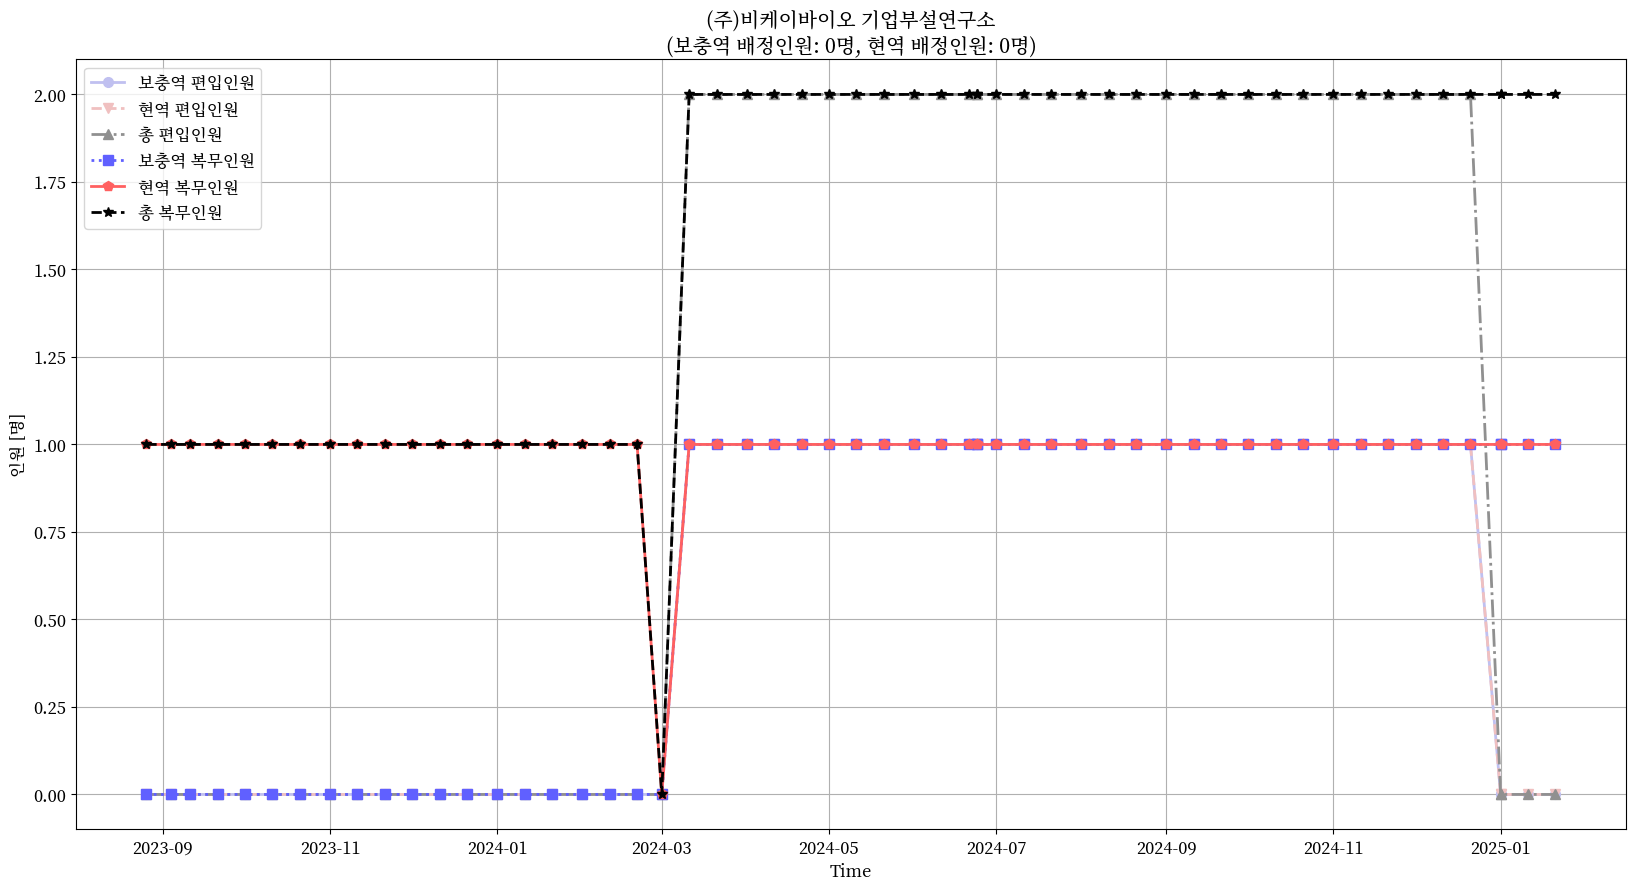 (주)비케이바이오 기업부설연구소
(보충역 배정인원: 0명, 현역 배정인원: 0명)
보충역 편입인원
현역 편입인원
총 편입인원
보충역 복무인원
현역 복무인원
총 복무인원
인원 [명]
2.00
1.75
1.50
1.25
1.00
0.75
0.50
0.25
0.00
2023-09 2023-11 2024-01 2024-03 2024-05 2024-07 2024-09 2024-11 2025-01
Time